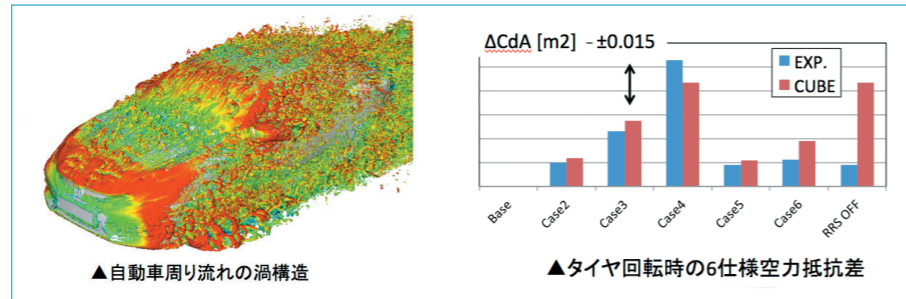 ΔCdA [m2] - ±0.015
EXP.
CUBE
Base
Case2
Case3
Case4
Case5
Case6
RRS OFF
▲自動車周り流れの渦構造
▲タイヤ回転時の6仕様空力抵抗差